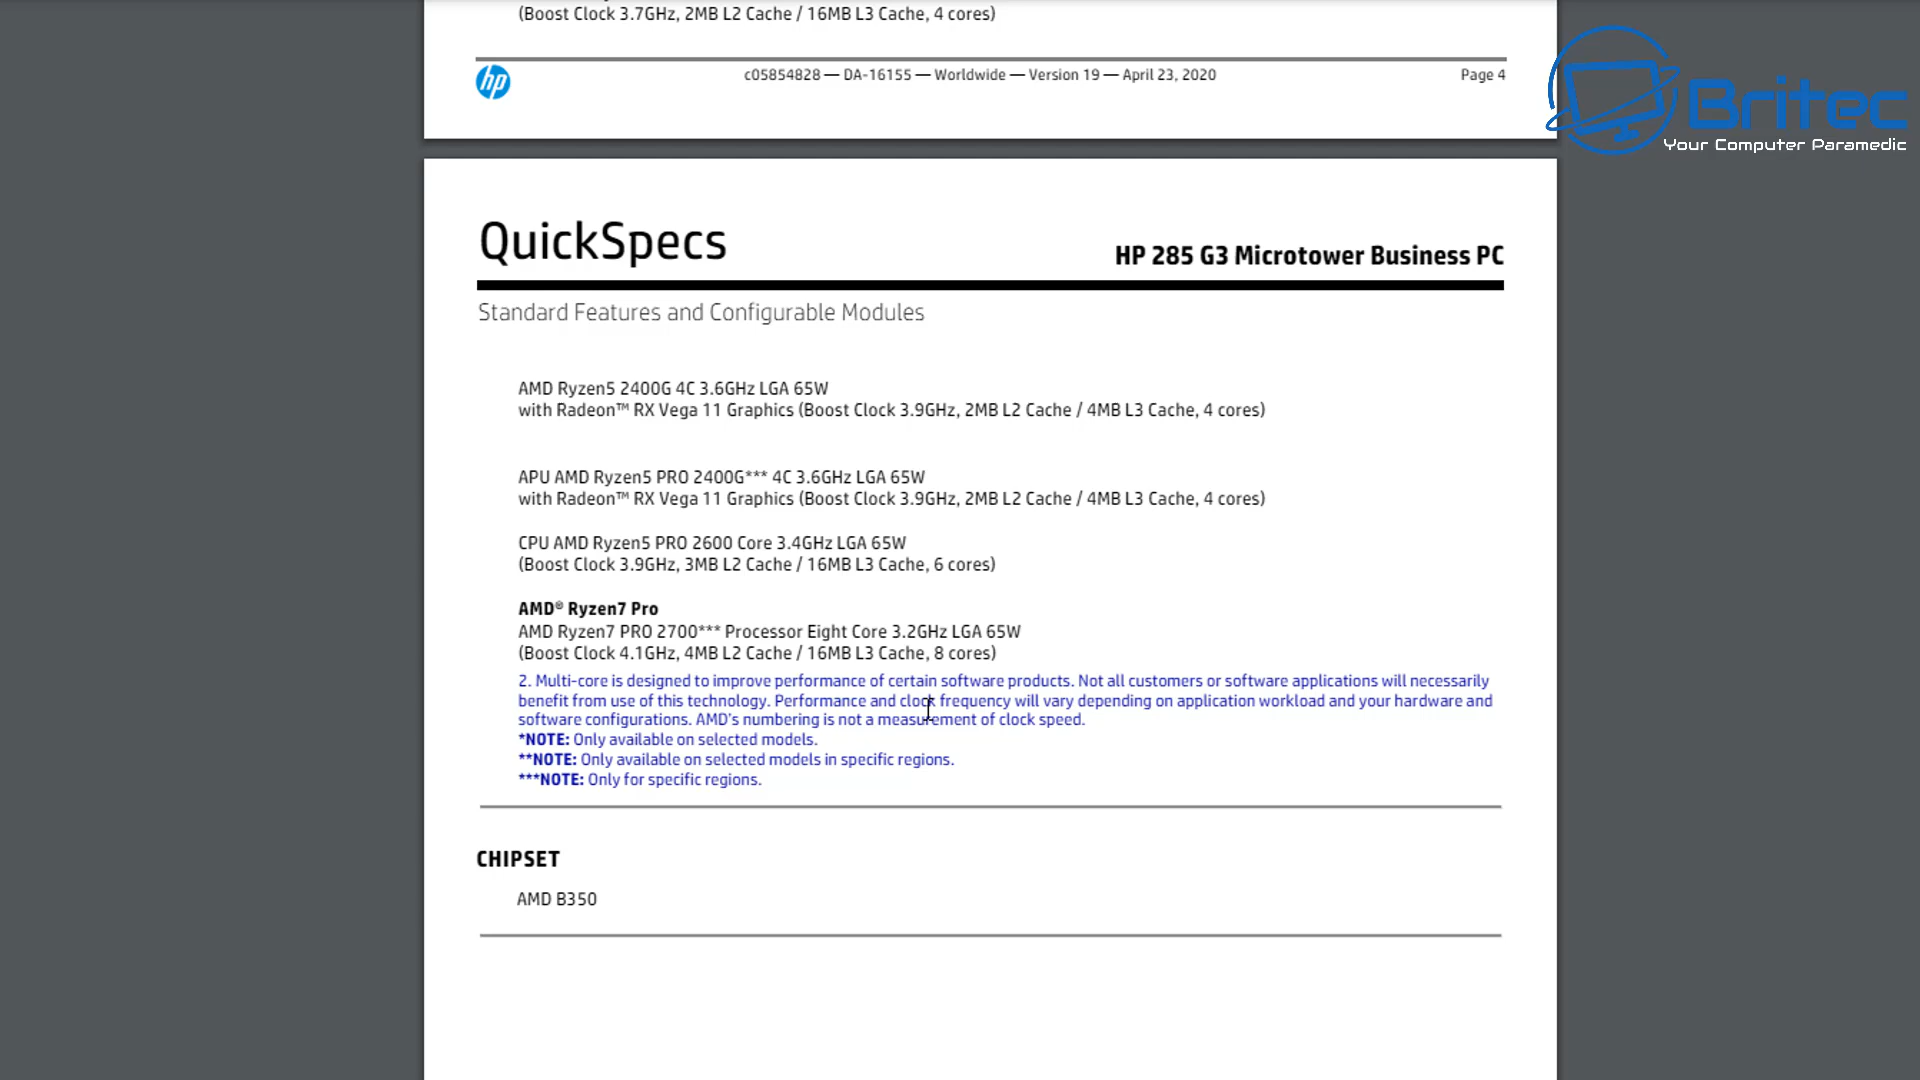 (Boost Clock 3.7GHz, 2MB L2 Cache / 16MB L3 Cache, 4 cores)
hp
c05854828 — DA-16155 — Worldwide — Version 19 — April 23, 2020
Page 4
Britec
Your Computer Paramedic
QuickSpecs
HP 285 G3 Microtower Business PC
Standard Features and Configurable Modules
AMD Ryzen5 2400G 4C 3.6GHz LGA 65W
with Radeon™ RX Vega 11 Graphics (Boost Clock 3.9GHz, 2MB L2 Cache / 4MB L3 Cache, 4 cores)
APU AMD Ryzen5 PRO 2400G*** 4C 3.6GHz LGA 65W
with Radeon™ RX Vega 11 Graphics (Boost Clock 3.9GHz, 2MB L2 Cache / 4MB L3 Cache, 4 cores)
CPU AMD Ryzen5 PRO 2600 Core 3.4GHz LGA 65W
(Boost Clock 3.9GHz, 3MB L2 Cache / 16MB L3 Cache, 6 cores)
AMD® Ryzen7 Pro
AMD Ryzen7 PRO 2700*** Processor Eight Core 3.2GHz LGA 65W
(Boost Clock 4.1GHz, 4MB L2 Cache / 16MB L3 Cache, 8 cores)
2. Multi-core is designed to improve performance of certain software products. Not all customers or software applications will necessarily
benefit from use of this technology. Performance and clock frequency will vary depending on application workload and your hardware and
software configurations. AMD's numbering is not a measurement of clock speed.
*NOTE: Only available on selected models.
**NOTE: Only available on selected models in specific regions.
***NOTE: Only for specific regions.
CHIPSET
AMD B350